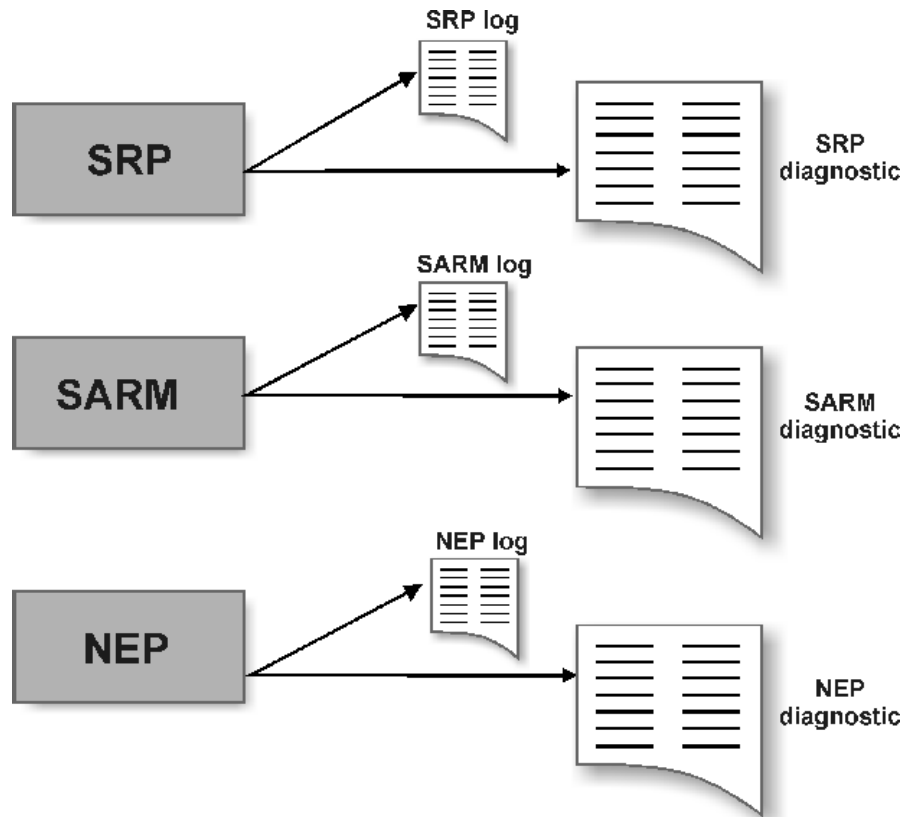 SRP log
SRP
SRP
diagnostic
SARM log
SARM
SARM
diagnostic
NEP log
NEP
NEP
diagnostic